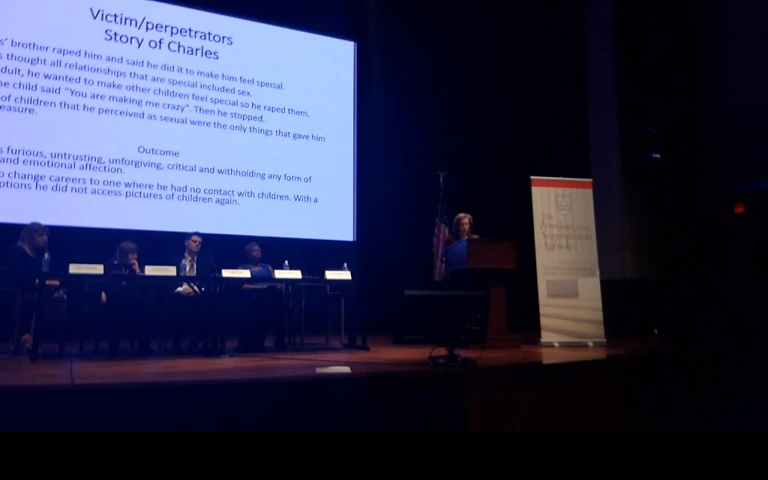 Victim/perpetrators
Story of Charles
s' brother raped him and said he did it to make him feel special.
s thought all relationships that are special included sex.
dult, he wanted to make other children feel special so he raped them.
ne child said "You are making me crazy". Then he stopped.
of children that he perceived as sexual were the only things that gave him
easure.
Outcome
s furious, untrusting, unforgiving, critical and withholding any form of
and emotional affection.
o change careers to one where he had no contact with children. With a
ptions he did not access pictures of children again.